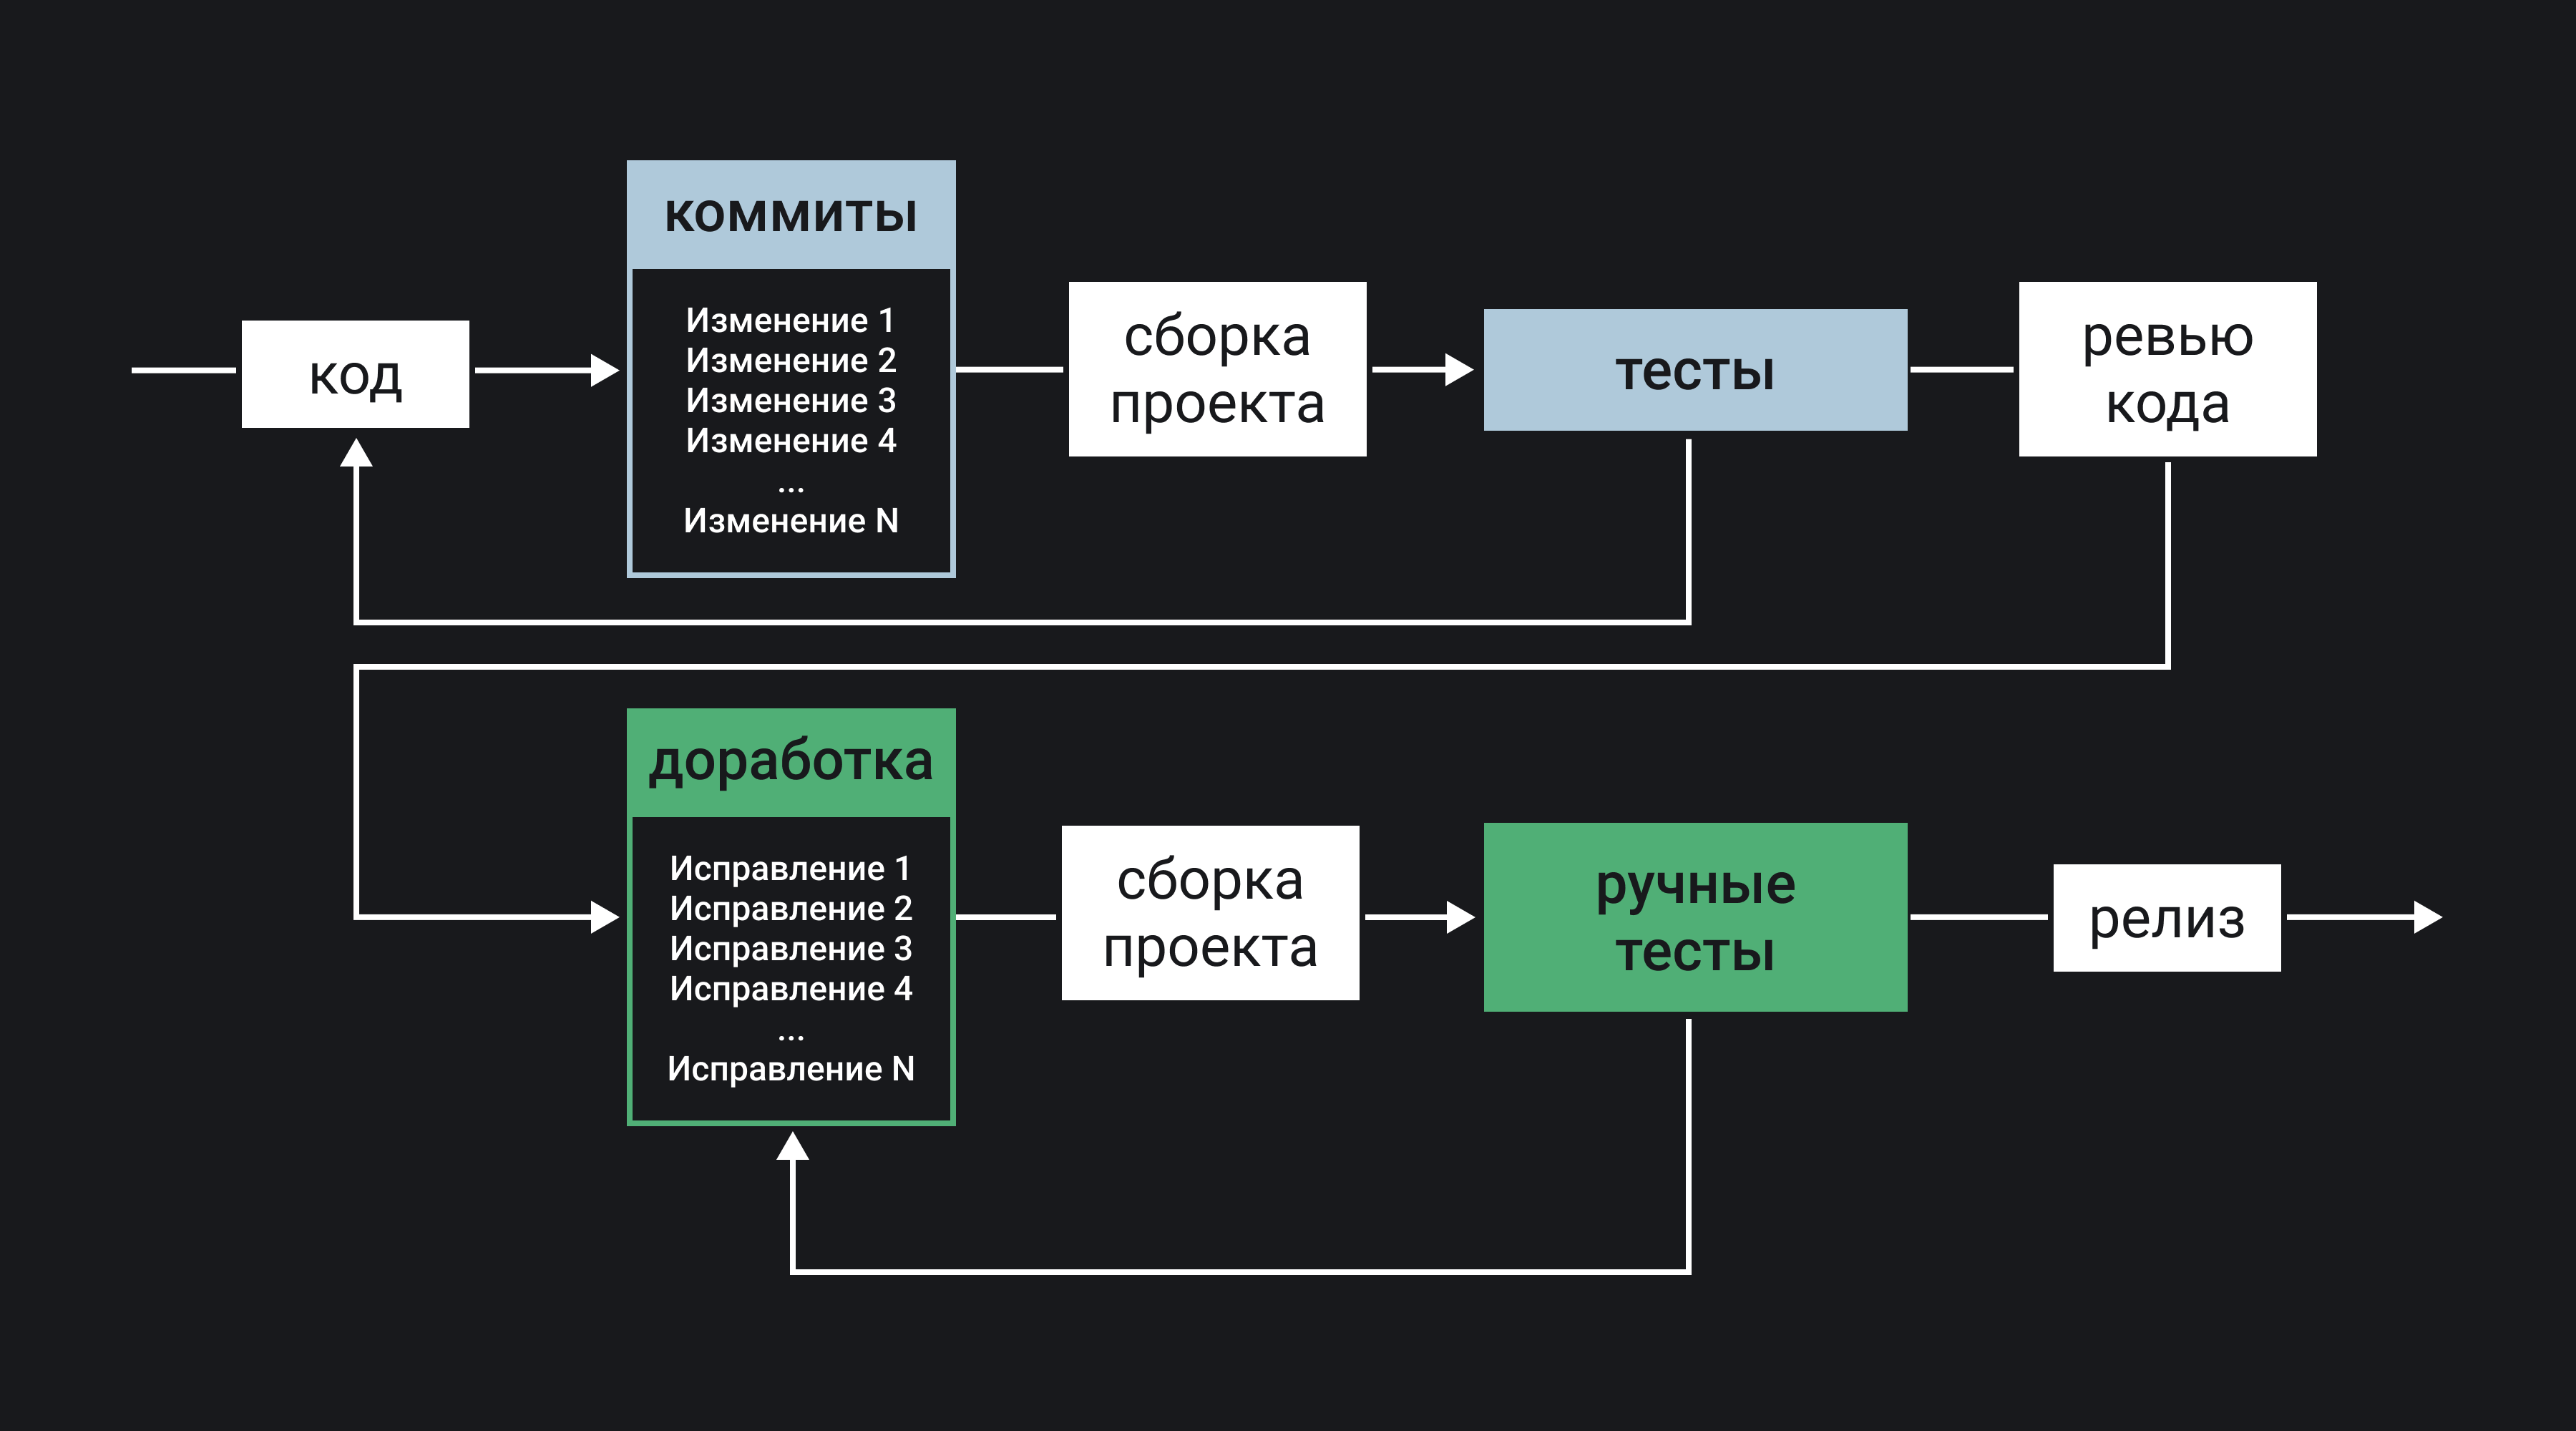 код
коммиты
Изменение 1
Изменение 2
Изменение 3
Изменение 4
...
Изменение N
сборка
проекта
тесты
ревью
кода
доработка
Исправление 1
Исправление 2
Исправление 3
Исправление 4
...
Исправление N
сборка
проекта
ручные
тесты
релиз